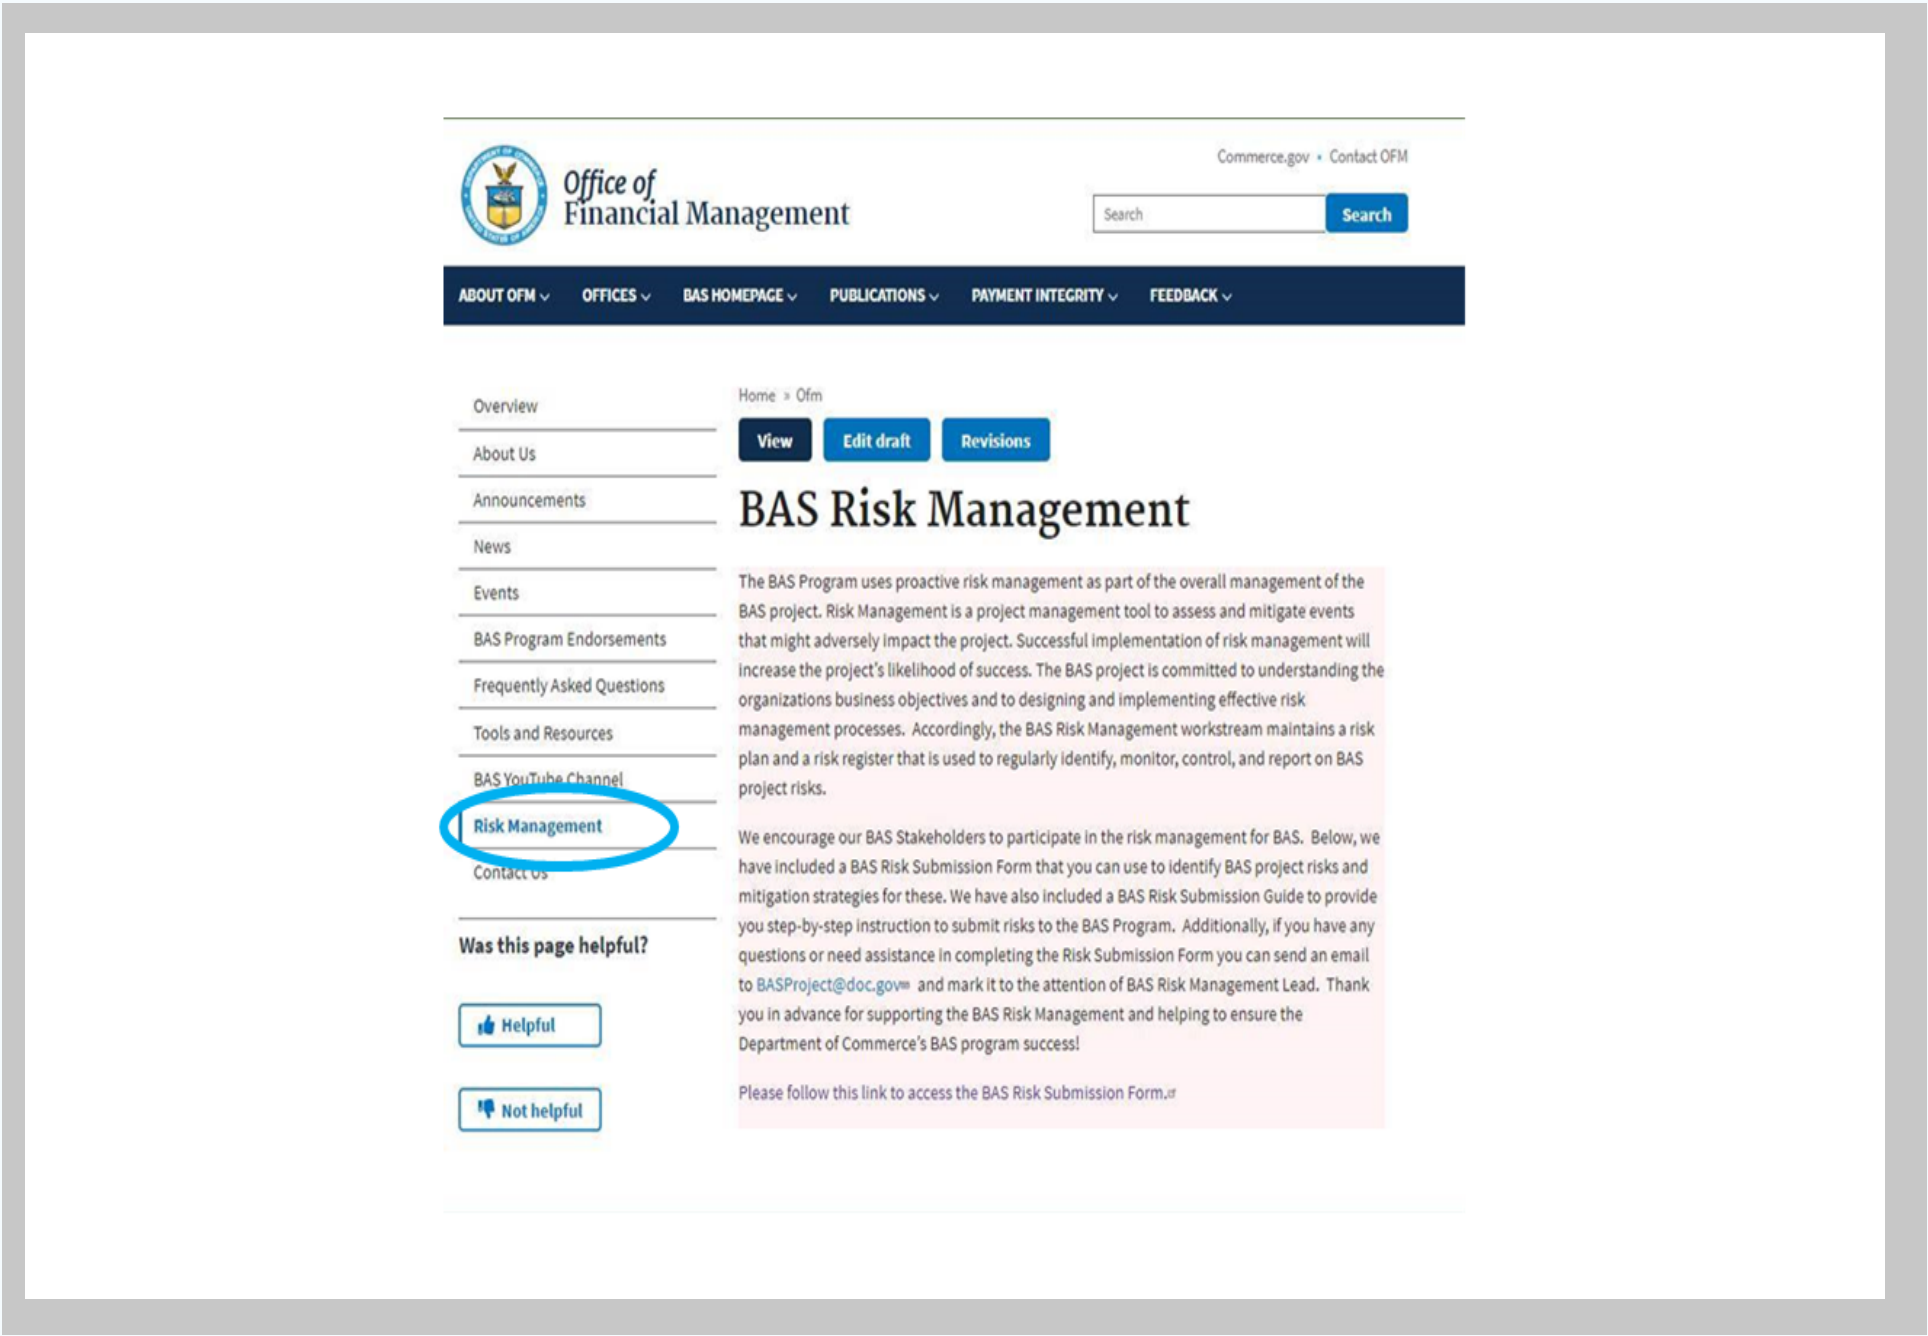 Commerce.gov • Contact OFM
Office of
Financial Management
Search
Search
ABOUT OFM
OFFICES
BAS HOMEPAGE
PUBLICATIONS
PAYMENT INTEGRITY
FEEDBACK
Overview
About Us
Announcements
News
Events
BAS Program Endorsements
Frequently Asked Questions
Tools and Resources
BAS YouTube Channel
Risk Management
Contact Us
Was this page helpful?
Helpful
Not helpful
Home » Ofm
View
Edit draft
Revisions
BAS Risk Management
The BAS Program uses proactive risk management as part of the overall management of the
BAS project. Risk Management is a project management tool to assess and mitigate events
that might adversely impact the project. Successful implementation of risk management will
increase the project's likelihood of success. The BAS project is committed to understanding the
organizations business objectives and to designing and implementing effective risk
management processes. Accordingly, the BAS Risk Management workstream maintains a risk
plan and a risk register that is used to regularly identify, monitor, control, and report on BAS
project risks.
We encourage our BAS Stakeholders to participate in the risk management for BAS. Below, we
have included a BAS Risk Submission Form that you can use to identify BAS project risks and
mitigation strategies for these. We have also included a BAS Risk Submission Guide to provide
you step-by-step instruction to submit risks to the BAS Program. Additionally, if you have any
questions or need assistance in completing the Risk Submission Form you can send an email
to BASProject@doc.gov and mark it to the attention of BAS Risk Management Lead. Thank
you in advance for supporting the BAS Risk Management and helping to ensure the
Department of Commerce's BAS program success!
Please follow this link to access the BAS Risk Submission Form.